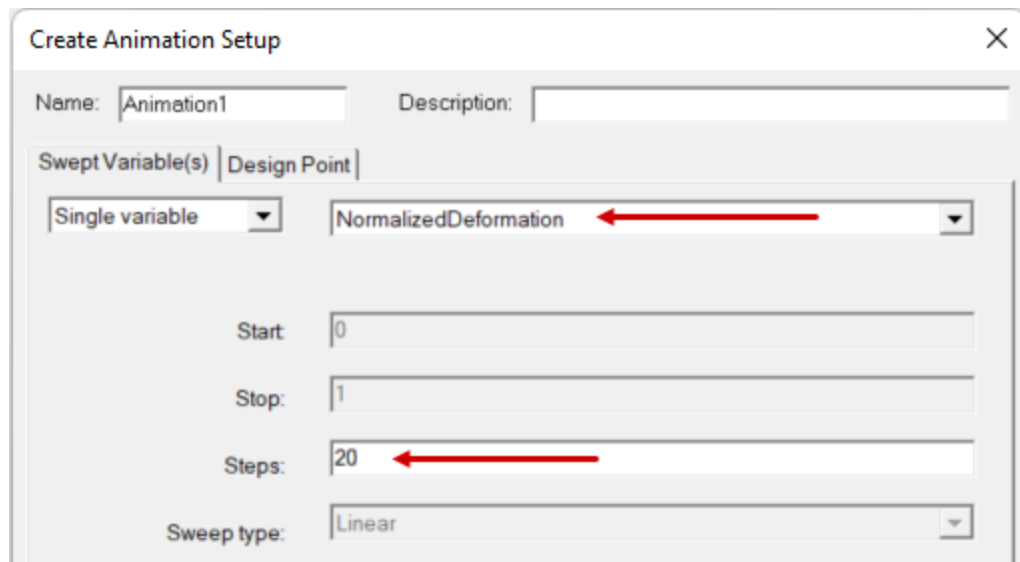 Create Animation Setup
Name: Animation1 Description:
Swept Variable(s) Design Point
Single variable NormalizedDeformation
Start 0
Stop: 1
Steps: 20
Sweep type: Linear